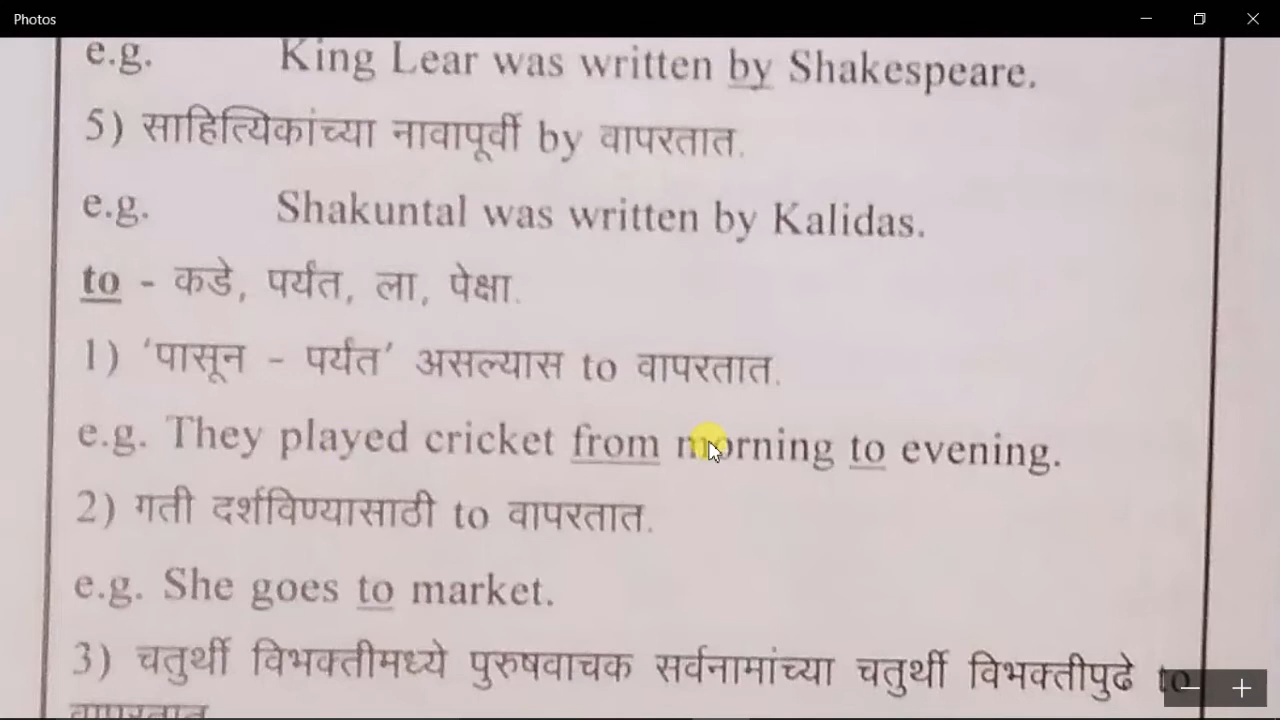 Photos
e.g. King Lear was written by Shakespeare.
5) साहित्यिकांच्या नावापूर्वी by वापरतात.
e.g. Shakuntal was written by Kalidas.
to - कडे, पर्यंत, ला, पेक्षा.
1) ‘पासून - पर्यंत’ असल्यास to वापरतात.
e.g. They played cricket from morning to evening.
2) गती दर्शविण्यासाठी to वापरतात.
e.g. She goes to market.
3) चतुर्थी विभक्तीमध्ये पुरुषवाचक सर्वनामांच्या चतुर्थी विभक्तीपुढे to
वापरतात